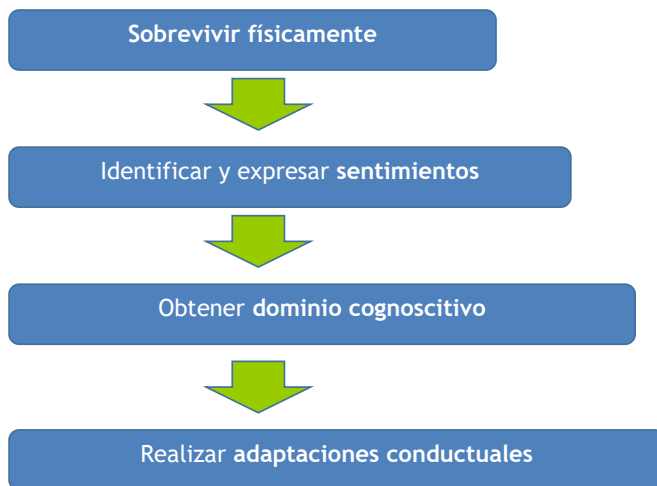 Sobrevivir físicamente
Identificar y expresar sentimientos
Obtener dominio cognoscitivo
Realizar adaptaciones conductuales